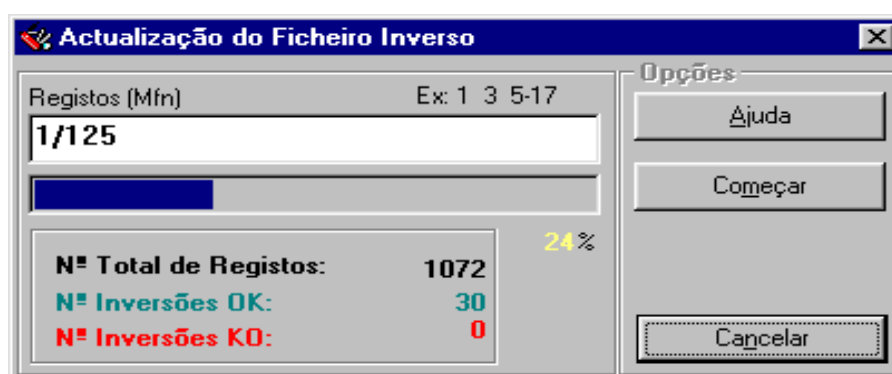 Actualização do Ficheiro Inverso
Registos (Mfn) Ex: 1 3 5-17
1/125
24%
Nº Total de Registos: 1072
Nº Inversões OK: 30
Nº Inversões KO: 0
Opções
Ajuda
Começar
Cancelar